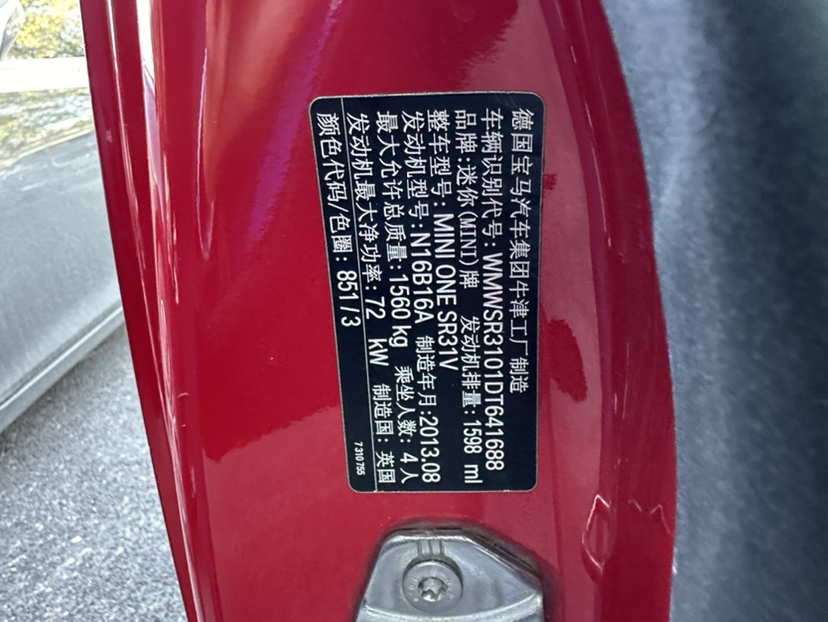 德国宝马汽车集团牛津工厂制造
车辆识别代号: WMWSR3101DT641688
品牌:迷你(MINI)牌 发动机排量: 1598 ml
整车型号: MINI ONE SR31V
发动机型号:N16B16A 制造年月:2013.08
最大允许总质量:1560 kg 乘坐人数: 4人
发动机最大净功率: 72 kW 制造国: 英国
颜色代码/色圈: 851/3
7 310 755